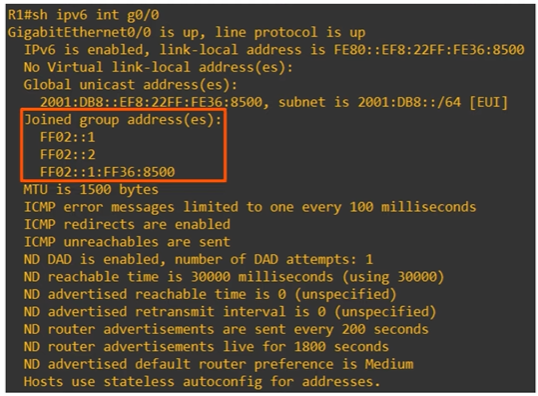 R1#sh ipv6 int g0/0
GigabitEthernet0/0 is up, line protocol is up
IPv6 is enabled, link-local address is FE80::EF8:22FF:FE36:8500
No Virtual link-local address(es):
Global unicast address(es):
2001:DB8::EF8:22FF:FE36:8500, subnet is 2001:DB8::/64 [EUI]
Joined group address(es):
FF02::1
FF02::2
FF02::1:FF36:8500
MTU is 1500 bytes
ICMP error messages limited to one every 100 milliseconds
ICMP redirects are enabled
ICMP unreachables are sent
ND DAD is enabled, number of DAD attempts: 1
ND reachable time is 30000 milliseconds (using 30000)
ND advertised reachable time is 0 (unspecified)
ND advertised retransmit interval is 0 (unspecified)
ND router advertisements are sent every 200 seconds
ND router advertisements live for 1800 seconds
ND advertised default router preference is Medium
Hosts use stateless autoconfig for addresses.